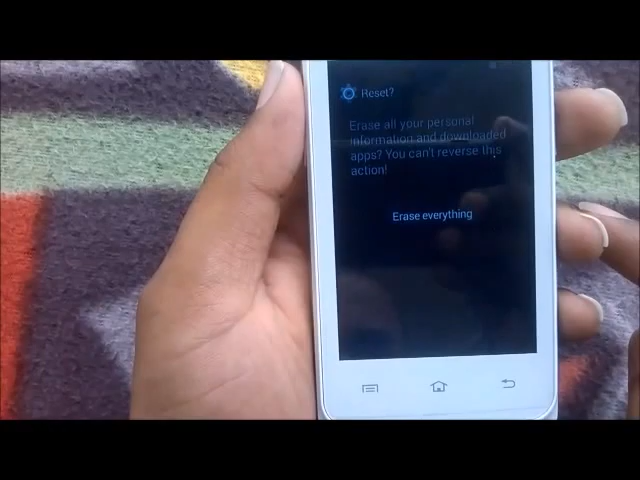 Reset?
Erase all your personal
information and downloaded
apps? You can't reverse this
action!
Erase everything